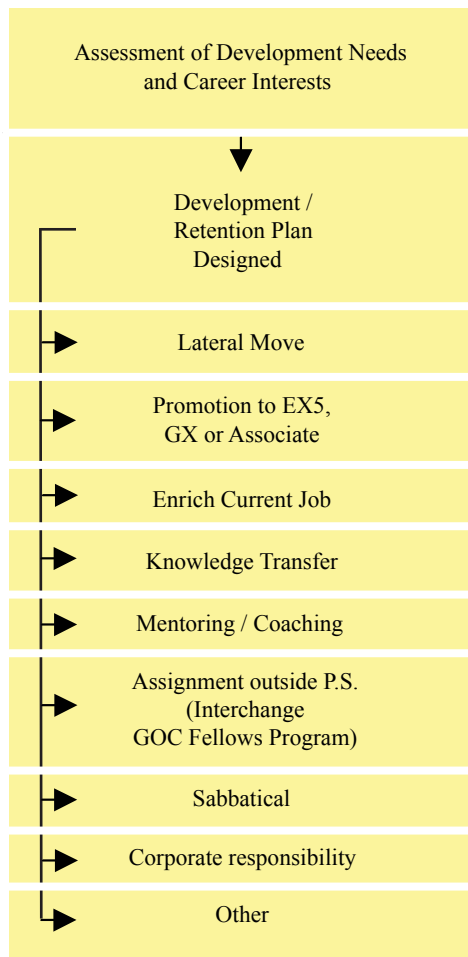 Assessment of Development Needs
and Career Interests
Development /
Retention Plan
Designed
Lateral Move
Promotion to EX5,
GX or Associate
Enrich Current Job
Knowledge Transfer
Mentoring / Coaching
Assignment outside P.S.
(Interchange
GOC Fellows Program)
Sabbatical
Corporate responsibility
Other